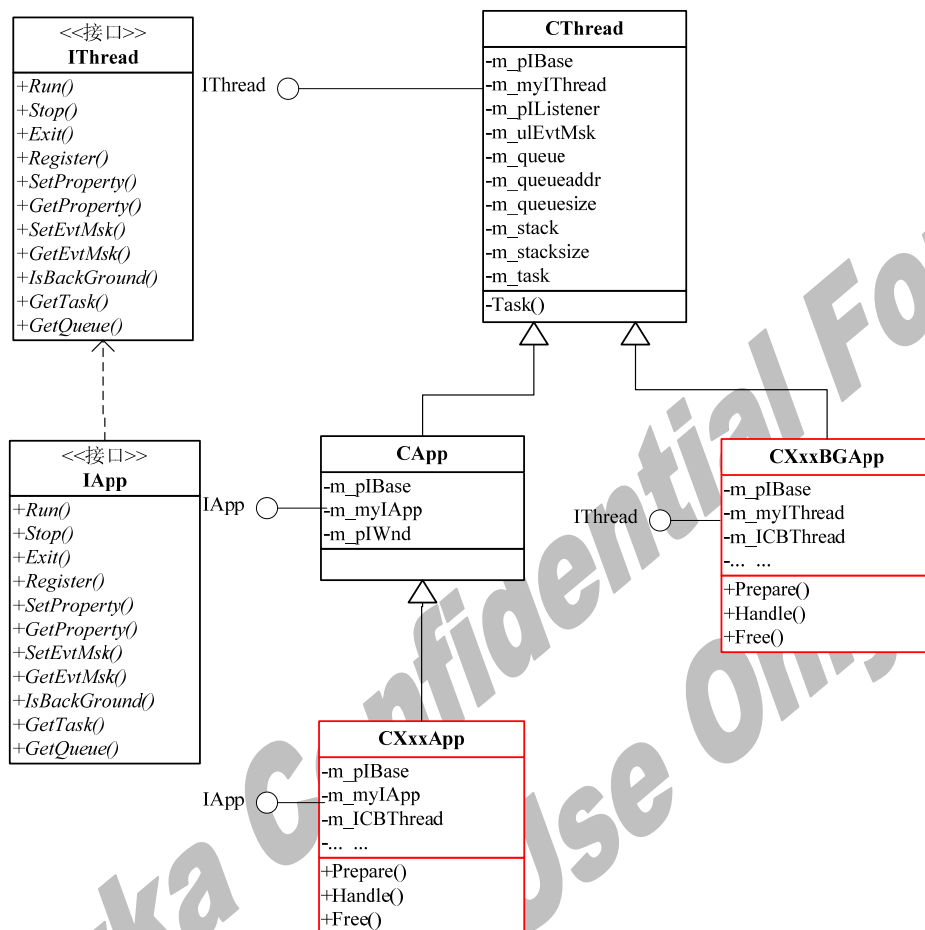 <<接口>>
IThread
+Run()
+Stop()
+Exit()
+Register()
+SetProperty()
+GetProperty()
+SetEvtMsk()
+GetEvtMsk()
+IsBackGround()
+GetTask()
+GetQueue()
IThread
CThread
-m_pIBase
-m_myIThread
-m_pIListener
-m_ulEvtMsk
-m_queue
-m_queueaddr
-m_queuesize
-m_stack
-m_stacksize
-m_task
-Task()
<<接口>>
IApp
+Run()
+Stop()
+Exit()
+Register()
+SetProperty()
+GetProperty()
+SetEvtMsk()
+GetEvtMsk()
+IsBackGround()
+GetTask()
+GetQueue()
IApp
CApp
-m_pIBase
-m_myIApp
-m_pIWnd
IThread
CXxxBGApp
-m_pIBase
-m_myIThread
-m_ICBThread
-... ...
+Prepare()
+Handle()
+Free()
IApp
CXxxApp
-m_pIBase
-m_myIApp
-m_ICBThread
-... ...
+Prepare()
+Handle()
+Free()
Confidential
Use Only